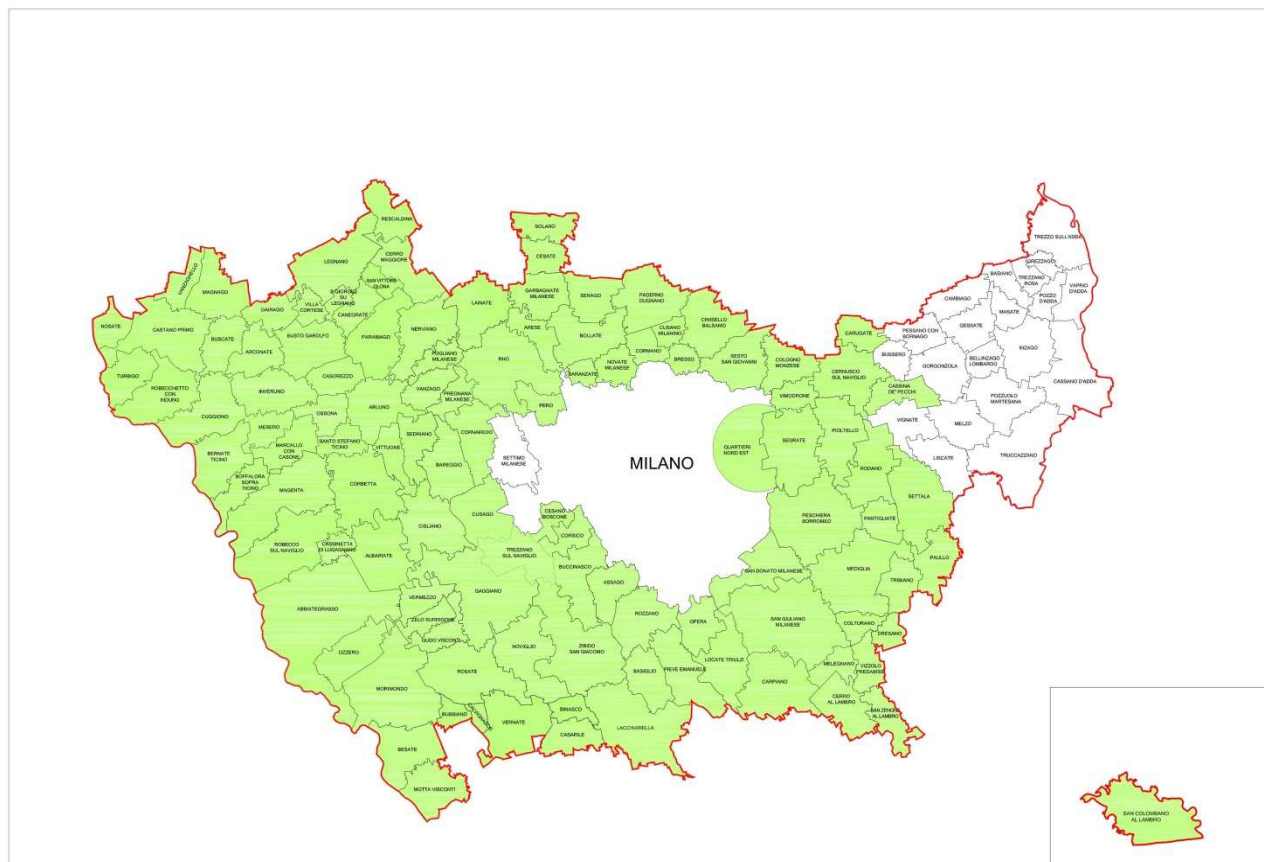 RESCALDINA
SOLARO
TREZZO SULL'ADDA
CERRO
MAGGIORE
CESATE
LEGNANO
GREZZAGO
VANZAGHELLO
MAGNAGO
SAN VITTORE
OLONA
BASIANO
TREZZANO
ROSA
VAPRIO
D'ADDA
S.GIORGIO
SU
LEGNANO
GARBAGNATE
MILANESE
SENAGO
PADERNO
DUGNANO
CAMBIAGO
POZZO
D'ADDA
LAINATE
VILLA
CORTESE
DAIRAGO
CANEGRATE
MASATE
NOSATE
CASTANO PRIMO
BUSCATE
BUSTO GAROLFO
PARABIAGO
NERVIANO
ARESE
BOLLATE
CUSANO
MILANINO
CINISELLO
BALSAMO
CARUGATE
PESSANO CON
BORNAGO
GESSATE
INZAGO
ARCONATE
POGLIANO
MILANESE
RHO
CORMANO
BRESSO
SESTO
SAN GIOVANNI
COLOGNO
MONZESE
BUSSERO
BELLINZAGO
LOMBARDO
NOVATE
MILANESE
BARANZATE
GORGONZOLA
CERNUSCO
SUL NAVIGLIO
TURBIGO
CASOREZZO
CASSANO D'ADDA
ROBECCHETTO
CON
INDUNO
INVERUNO
VANZAGO
PREGNANA
MILANESE
CASSINA
DE' PECCHI
VIMODRONE
POZZUOLO
MARTESANA
PERO
ARLUNO
CUGGIONO
OSSONA
MESERO
VIGNATE
MELZO
SEDRIANO
CORNAREDO
PIOLTELLO
SEGRATE
SANTO STEFANO
TICINO
VITTUONE
MARCALLO
CON
CASONE
QUARTIERI
NORD EST
BERNATE
TICINO
SETTIMO
MILANESE
LISCATE
TRUCCAZZANO
BAREGGIO
MILANO
RODANO
BOFFALORA
SOPRA
TICINO
CORBETTA
MAGENTA
SETTALA
CUSAGO
CESANO
BOSCONE
PESCHIERA
BORROMEO
PANTIGLIATE
CISLIANO
CORSICO
ROBECCO
SUL NAVIGLIO
CASSINETTA
DI LUGAGNANO
ALBAIRATE
TREZZANO
SUL NAVIGLIO
PAULLO
BUCCINASCO
SAN DONATO MILANESE
MEDIGLIA
TRIBIANO
ASSAGO
GAGGIANO
VERMEZZO
ABBIATEGRASSO
ROZZANO
ZELO SURRIGONE
OPERA
SAN GIULIANO
MILANESE
COLTURANO
DRESANO
GUDO VISCONTI
NOVIGLIO
ZIBIDO
SAN GIACOMO
OZZERO
LOCATE TRIULZI
MELEGNANO
VIZZOLO
PREDABISSI
PIEVE EMANUELE
ROSATE
BASIGLIO
CARPIANO
MORIMONDO
CERRO
AL LAMBRO
BINASCO
BUBBIANO
CALVIGNASCO
SAN ZENONE
AL LAMBRO
VERNATE
LACCHIARELLA
CASARILE
BESATE
MOTTA VISCONTI
SAN COLOMBANO
AL LAMBRO